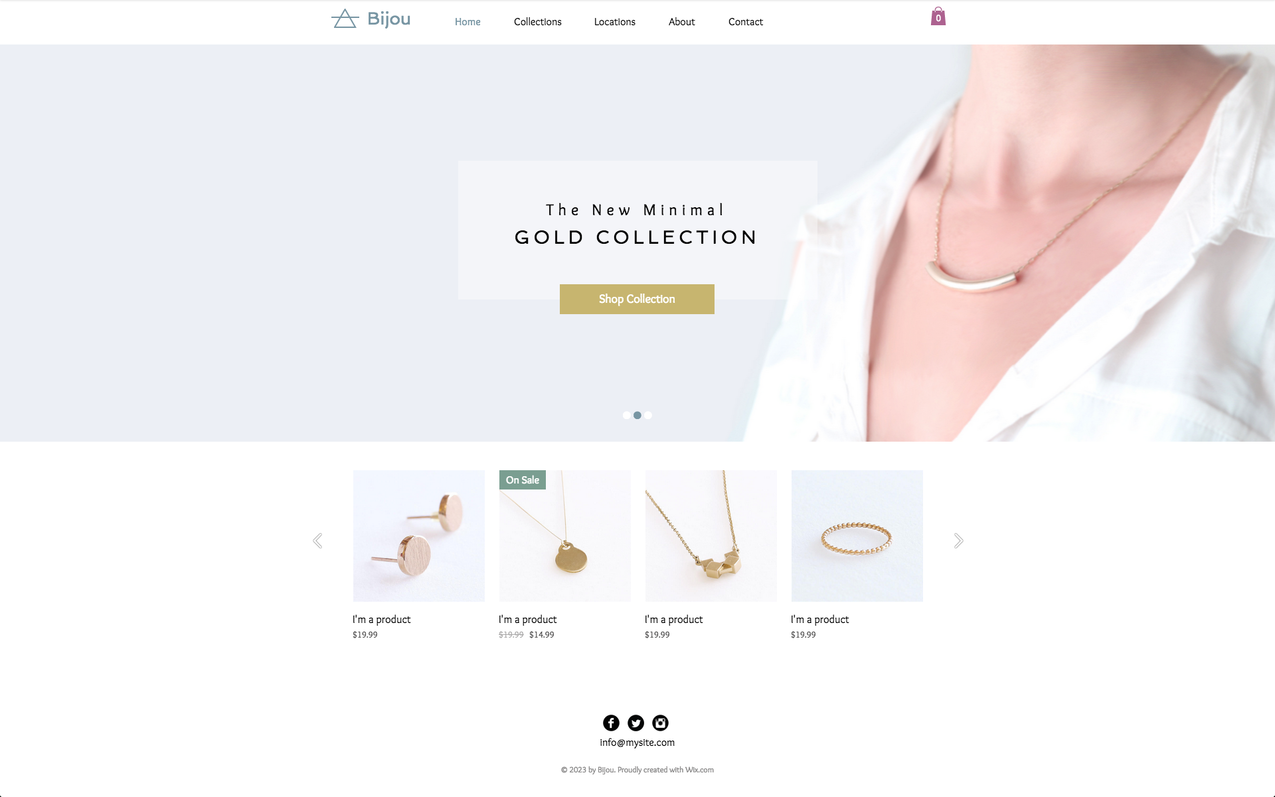 Bijou
Home Collections Locations About Contact
0
The New Minimal
GOLD COLLECTION
Shop Collection
On Sale
I'm a product I'm a product I'm a product I'm a product
$19.99 $19.99 $14.99 $19.99 $19.99
info@mysite.com
© 2023 by Bijou. Proudly created with Wix.com